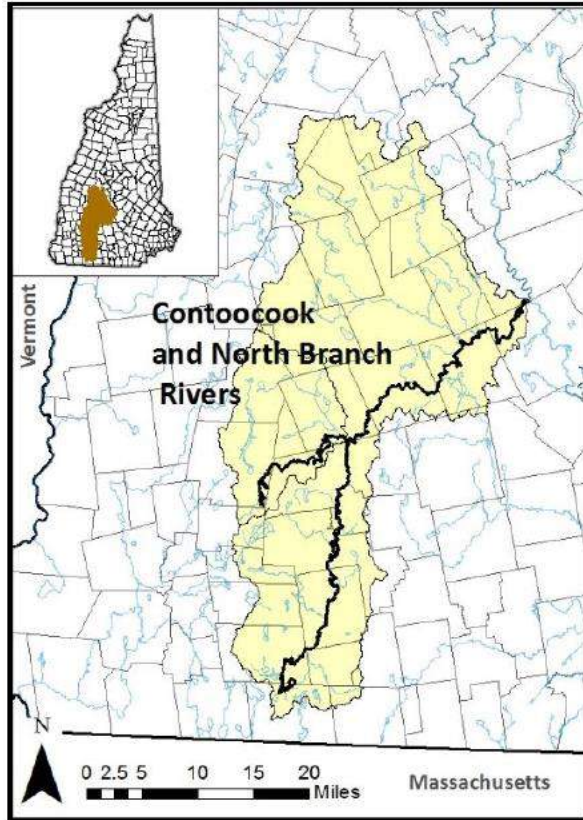 Contoocook
and North Branch
Rivers
Vermont
N
0 2.5 5 10 15 20
Miles
Massachusetts